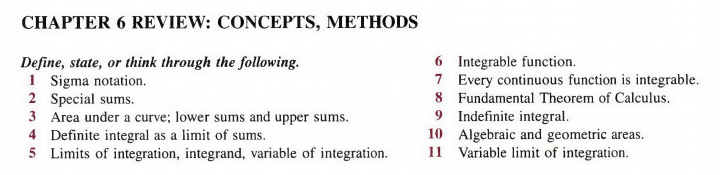 CHAPTER 6 REVIEW: CONCEPTS, METHODS
Define, state, or think through the following.
1 Sigma notation.
2 Special sums.
3 Area under a curve; lower sums and upper sums.
4 Definite integral as a limit of sums.
5 Limits of integration, integrand, variable of integration.
6 Integrable function.
7 Every continuous function is integrable.
8 Fundamental Theorem of Calculus.
9 Indefinite integral.
10 Algebraic and geometric areas.
11 Variable limit of integration.